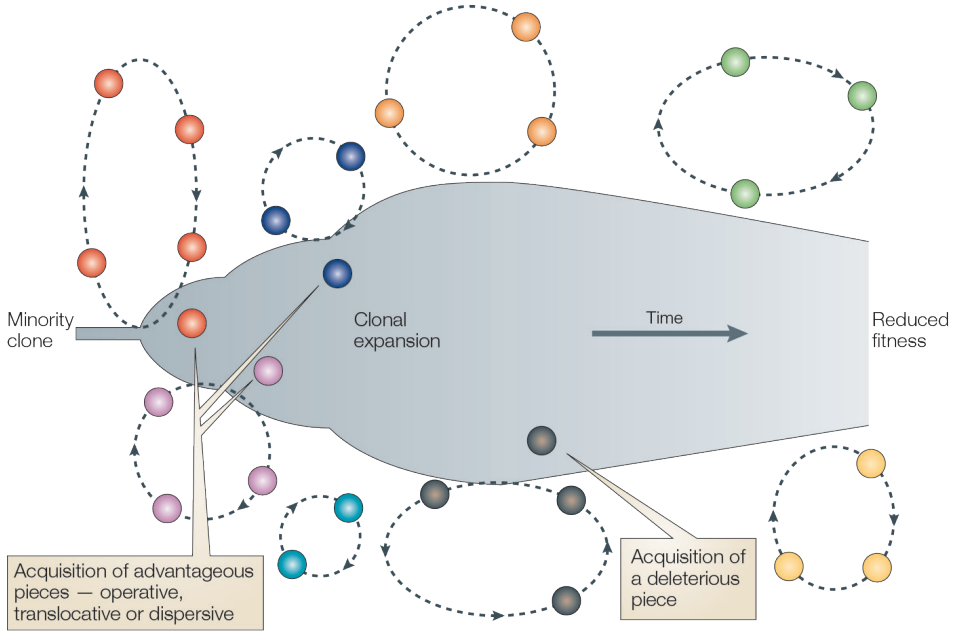 Minority
clone
Clonal
expansion
Time
Reduced
fitness
Acquisition of advantageous
pieces — operative,
translocative or dispersive
Acquisition of
a deleterious
piece